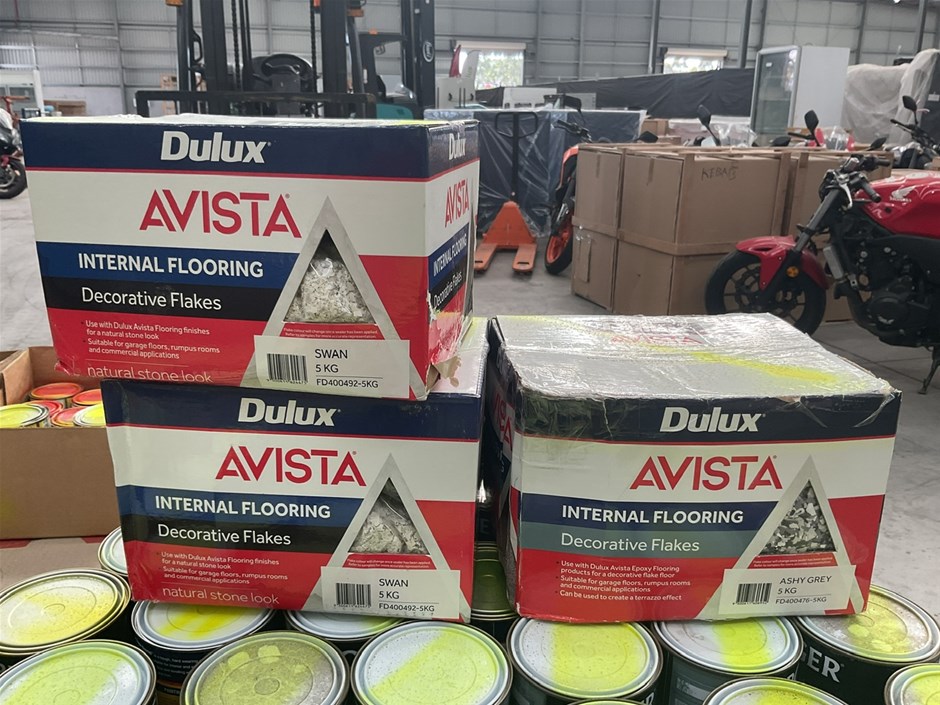 Dulux
Dulux
AVISTA
AVISTA
INTERNAL FLOORING
INTERNAL FLOORING
Decorative Flakes
Decorative Flakes
• Use with Dulux Avista Flooring finishes
for a natural stone look
• Suitable for garage floors, rumpus rooms
and commercial applications
natural stone look
SWAN
5 KG
FD400492-5KG
Dulux
AVISTA
INTERNAL FLOORING
Decorative Flakes
• Use with Dulux Avista Flooring finishes
for a natural stone look
• Suitable for garage floors, rumpus rooms
and commercial applications
natural stone look
SWAN
5 KG
FD400492-5KG
AVISTA
Dulux
AVISTA
INTERNAL FLOORING
Decorative Flakes
• Use with Dulux Avista Epoxy Flooring
products for a decorative flake floor
• Suitable for garage floors, rumpus rooms
and commercial applications
• Can be used to create a terrazzo effect
ASHY GREY
5 KG
FD400476-5KG